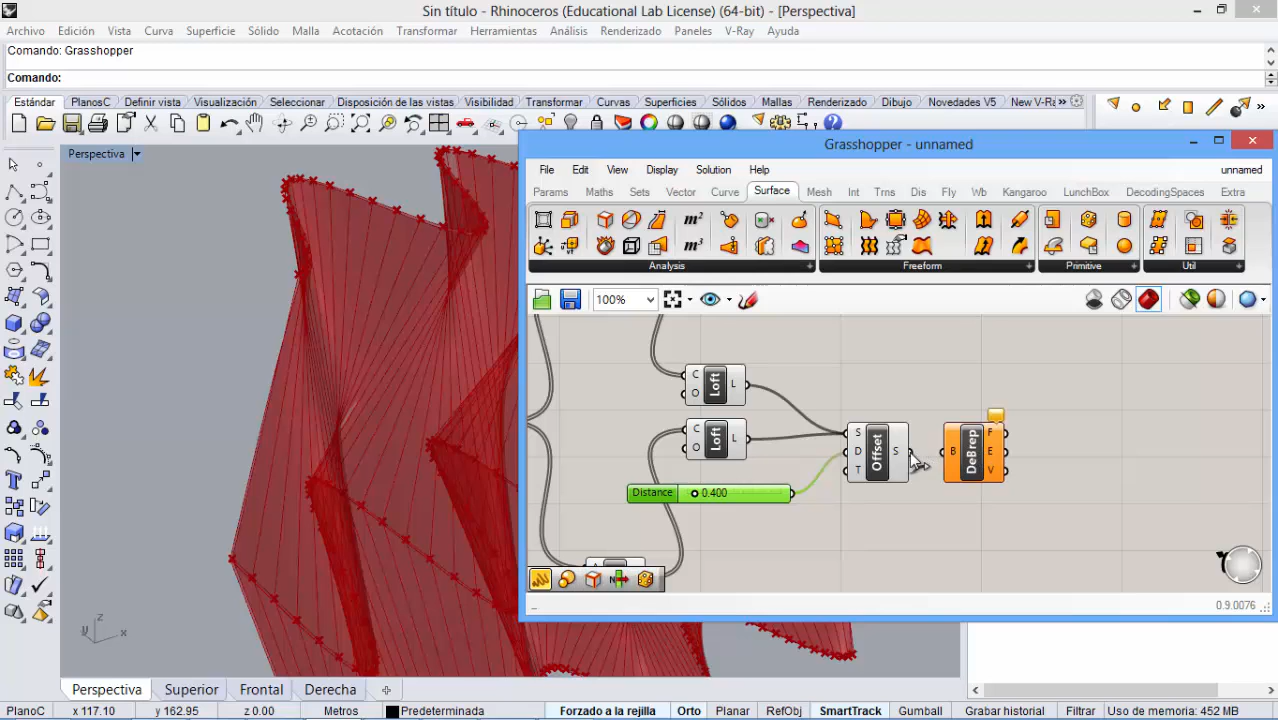 Sin título - Rhinoceros (Educational Lab License) (64-bit) - [Perspectiva]
Archivo Edición Vista Curva Superficie Sólido Malla Acotación Transformar Herramientas Análisis Renderizado Paneles V-Ray Ayuda
Comando: Grasshopper
Comando:
Estándar PlanosC Definir vista Visualización Seleccionar Disposición de las vistas Visibilidad Transformar Curvas Superficies Sólidos Mallas Renderizado Dibujo Novedades V5 New V-Ra
Perspectiva
Grasshopper - unnamed
File Edit View Display Solution Help unnamed
Params Maths Sets Vector Curve Surface Mesh Int Trns Dis Fly Wb Kangaroo LunchBox DecodingSpaces Extra
m²
m³
Analysis Freeform Primitive Util
100%
C O Loft L
C O Loft L
Distance 0.400
S D T Offset S
B DeBrep F E V
A
N
0.9.0076
z y x
Perspectiva Superior Frontal Derecha
PlanoC x 117.10 y 162.95 z 0.00 Metros Predeterminada Forzado a la rejilla Orto Planar RefObj SmartTrack Gumball Grabar historial Filtrar Uso de memoria: 452 MB